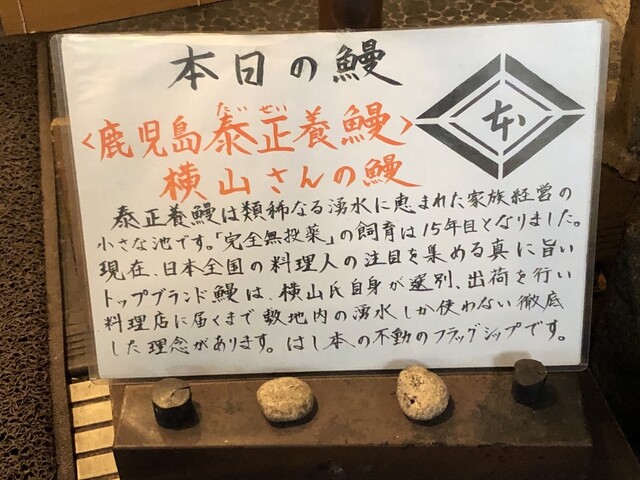 本日の鰻
本
たいせい
<鹿児島泰正養鰻>
横山さんの鰻
泰正養鰻は類稀なる湧水に恵まれた家族経営の
小さな池です。「完全無投薬」の飼育は15年目となりました。
現在、日本全国の料理人の注目を集める真に旨い
トップブランド鰻は、横山氏自身が選別、出荷を行い
料理店に届くまで敷地内の湧水しか使わない徹底
した理念があります。はし本の不動のフラッグシップです。